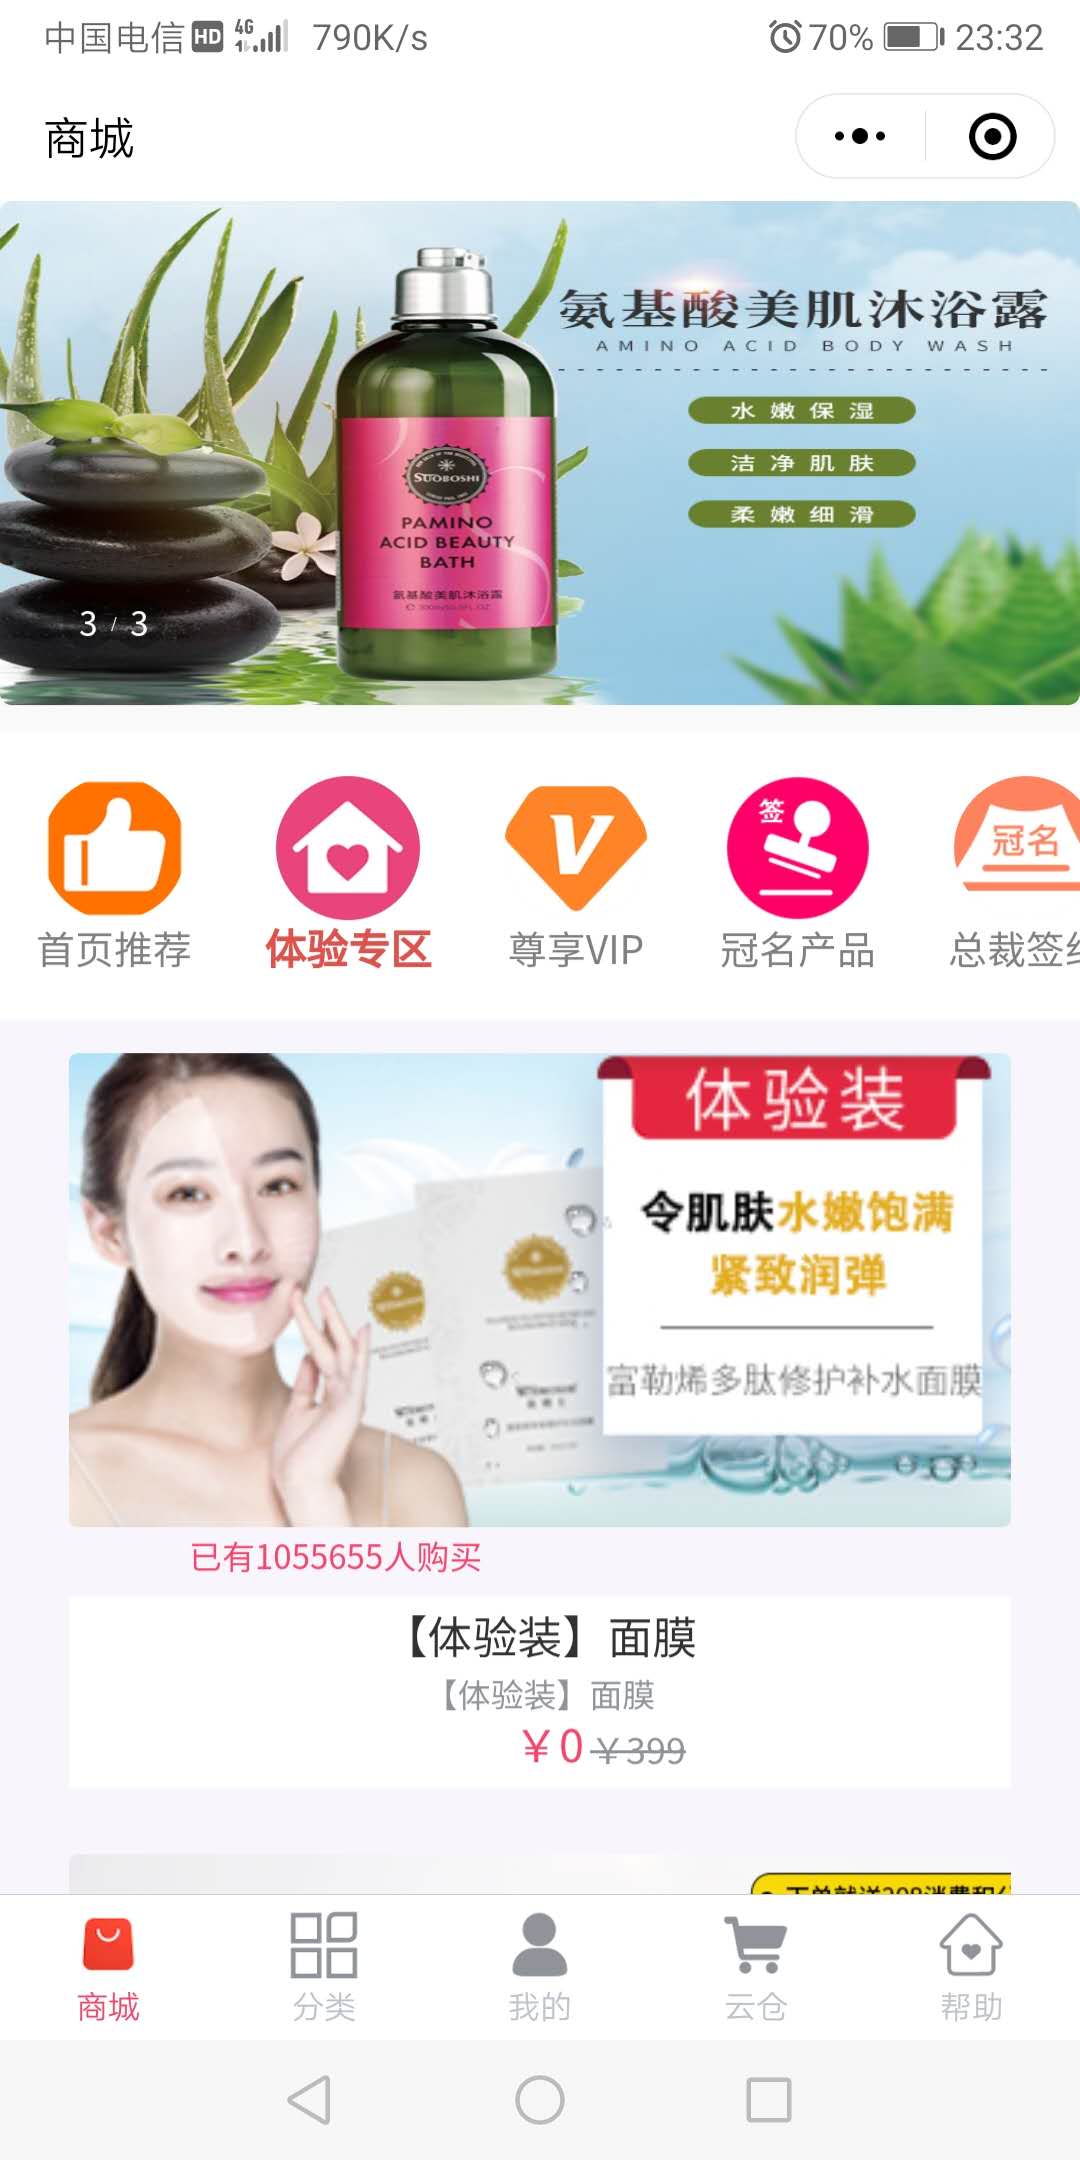 中国电信 HD 4G 790K/s 70% 23:32
商城
氨基酸美肌沐浴露
AMINO ACID BODY WASH
水嫩保湿
洁净肌肤
柔嫩细滑
SUOBOSHI
PAMINO
ACID BEAUTY
BATH
氨基酸美肌沐浴露
3 / 3
V
签
冠名
首页推荐 体验专区 尊享VIP 冠名产品 总裁签
体验装
令肌肤水嫩饱满
紧致润弹
富勒烯多肽修护补水面膜
已有1055655人购买
【体验装】面膜
【体验装】面膜
￥0 ￥399
商城 分类 我的 云仓 帮助